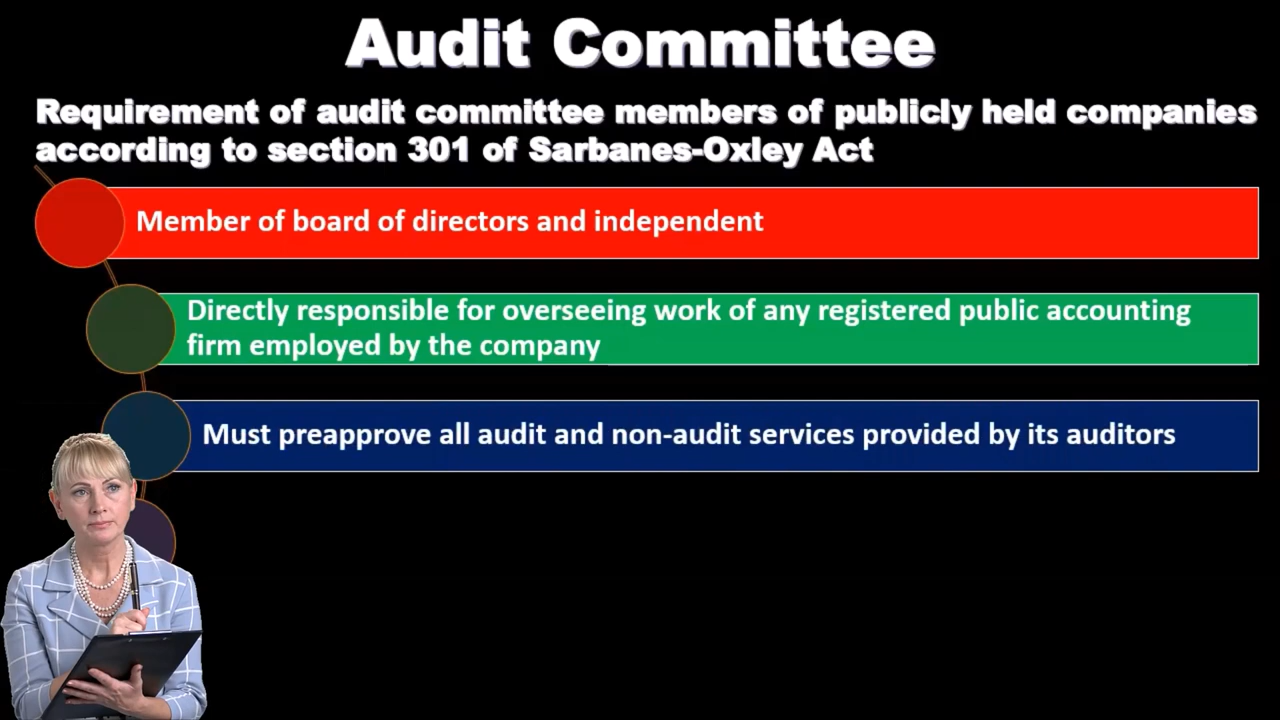 Audit Committee
Requirement of audit committee members of publicly held companies
according to section 301 of Sarbanes-Oxley Act
Member of board of directors and independent
Directly responsible for overseeing work of any registered public accounting
firm employed by the company
Must preapprove all audit and non-audit services provided by its auditors